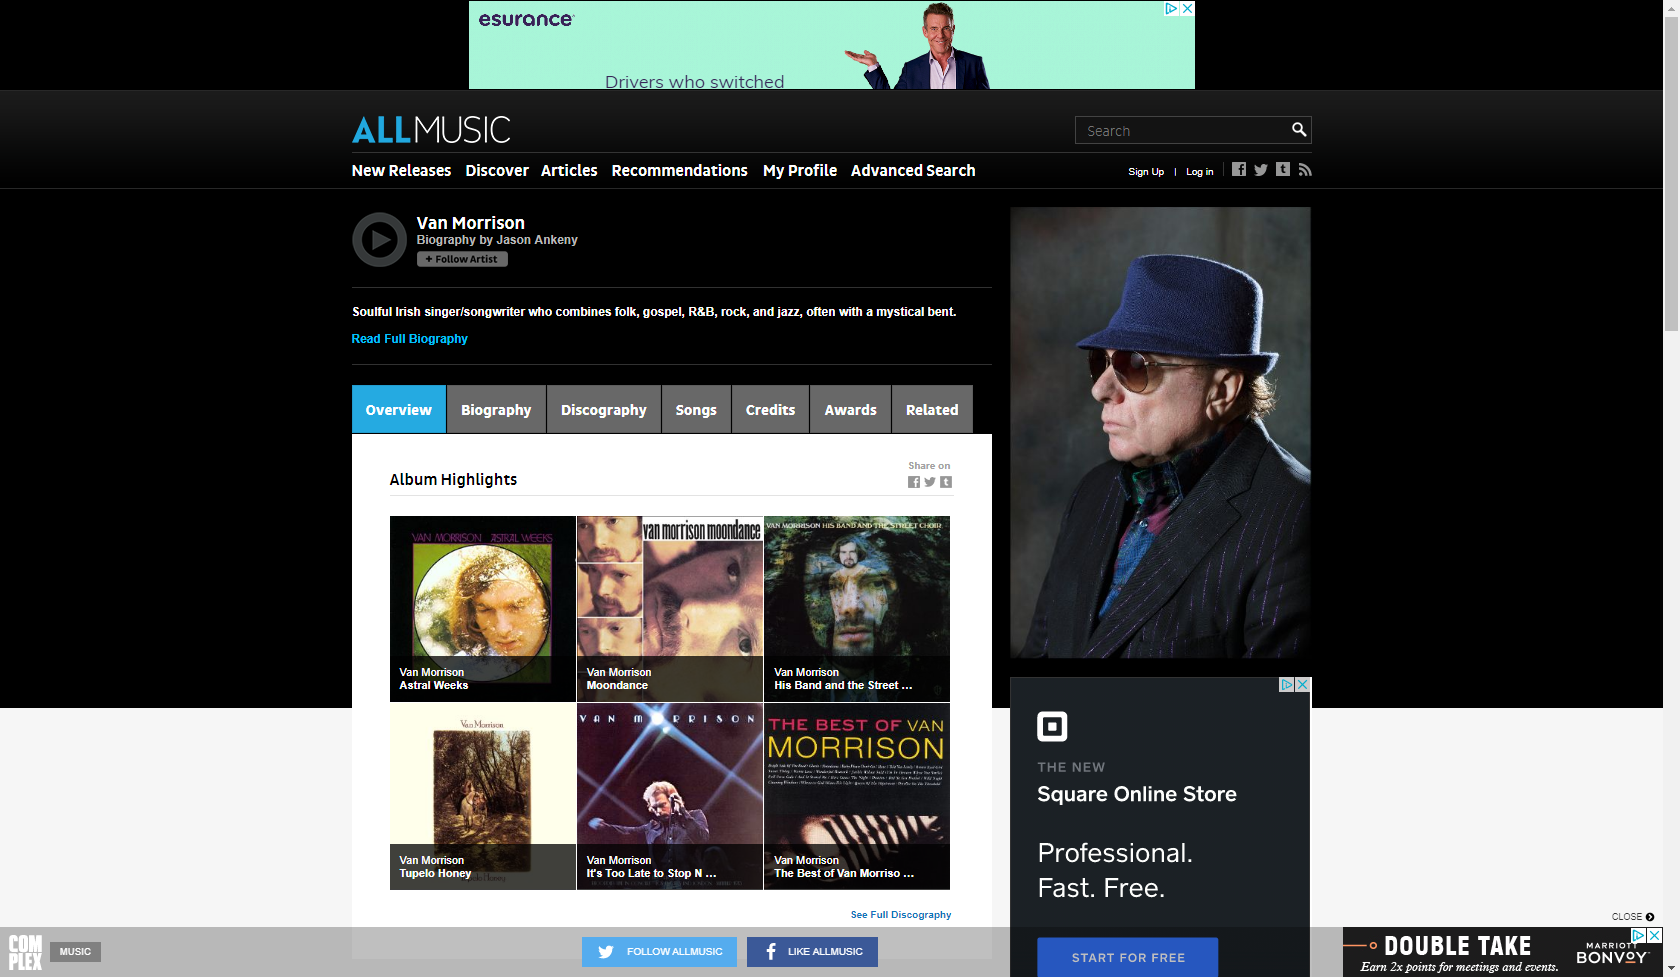 esurance
Drivers who switched
ALLMUSIC
Search
New Releases Discover Articles Recommendations My Profile Advanced Search
Sign Up | Log in
Van Morrison
Biography by Jason Ankeny
+ Follow Artist
Soulful Irish singer/songwriter who combines folk, gospel, R&B, rock, and jazz, often with a mystical bent.
Read Full Biography
Overview Biography Discography Songs Credits Awards Related
Share on
Album Highlights
VAN MORRISON ASTRAL WEEKS
van morrison moondance
VAN MORRISON HIS BAND AND THE STREET CHOIR
Van Morrison
Astral Weeks
Van Morrison
Moondance
Van Morrison
His Band and the Street ...
Van Morrison
VAN MORRISON
THE BEST OF VAN
MORRISON
Van Morrison
Tupelo Honey
Van Morrison
It's Too Late to Stop N ...
Van Morrison
The Best of Van Morriso ...
See Full Discography
THE NEW
Square Online Store
Professional.
Fast. Free.
START FOR FREE
CLOSE
COM
PLEX
MUSIC
FOLLOW ALLMUSIC
LIKE ALLMUSIC
DOUBLE TAKE
Earn 2x points for meetings and events.
MARRIOTT
BONVOY